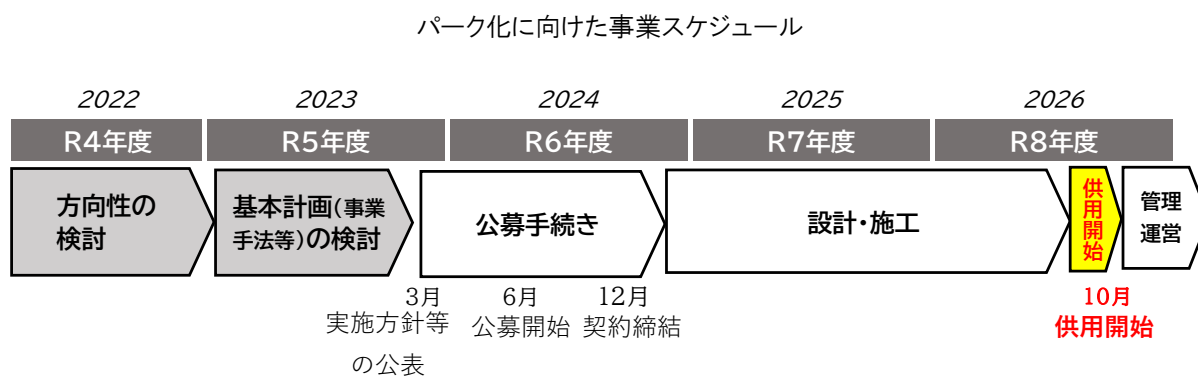 パーク化に向けた事業スケジュール
2022 2023 2024 2025 2026
R4年度 R5年度 R6年度 R7年度 R8年度
方向性の
検討
基本計画(事業
手法等)の検討
公募手続き
設計・施工
供用開始
管理
運営
3月
実施方針等
の公表
6月
公募開始
12月
契約締結
10月
供用開始